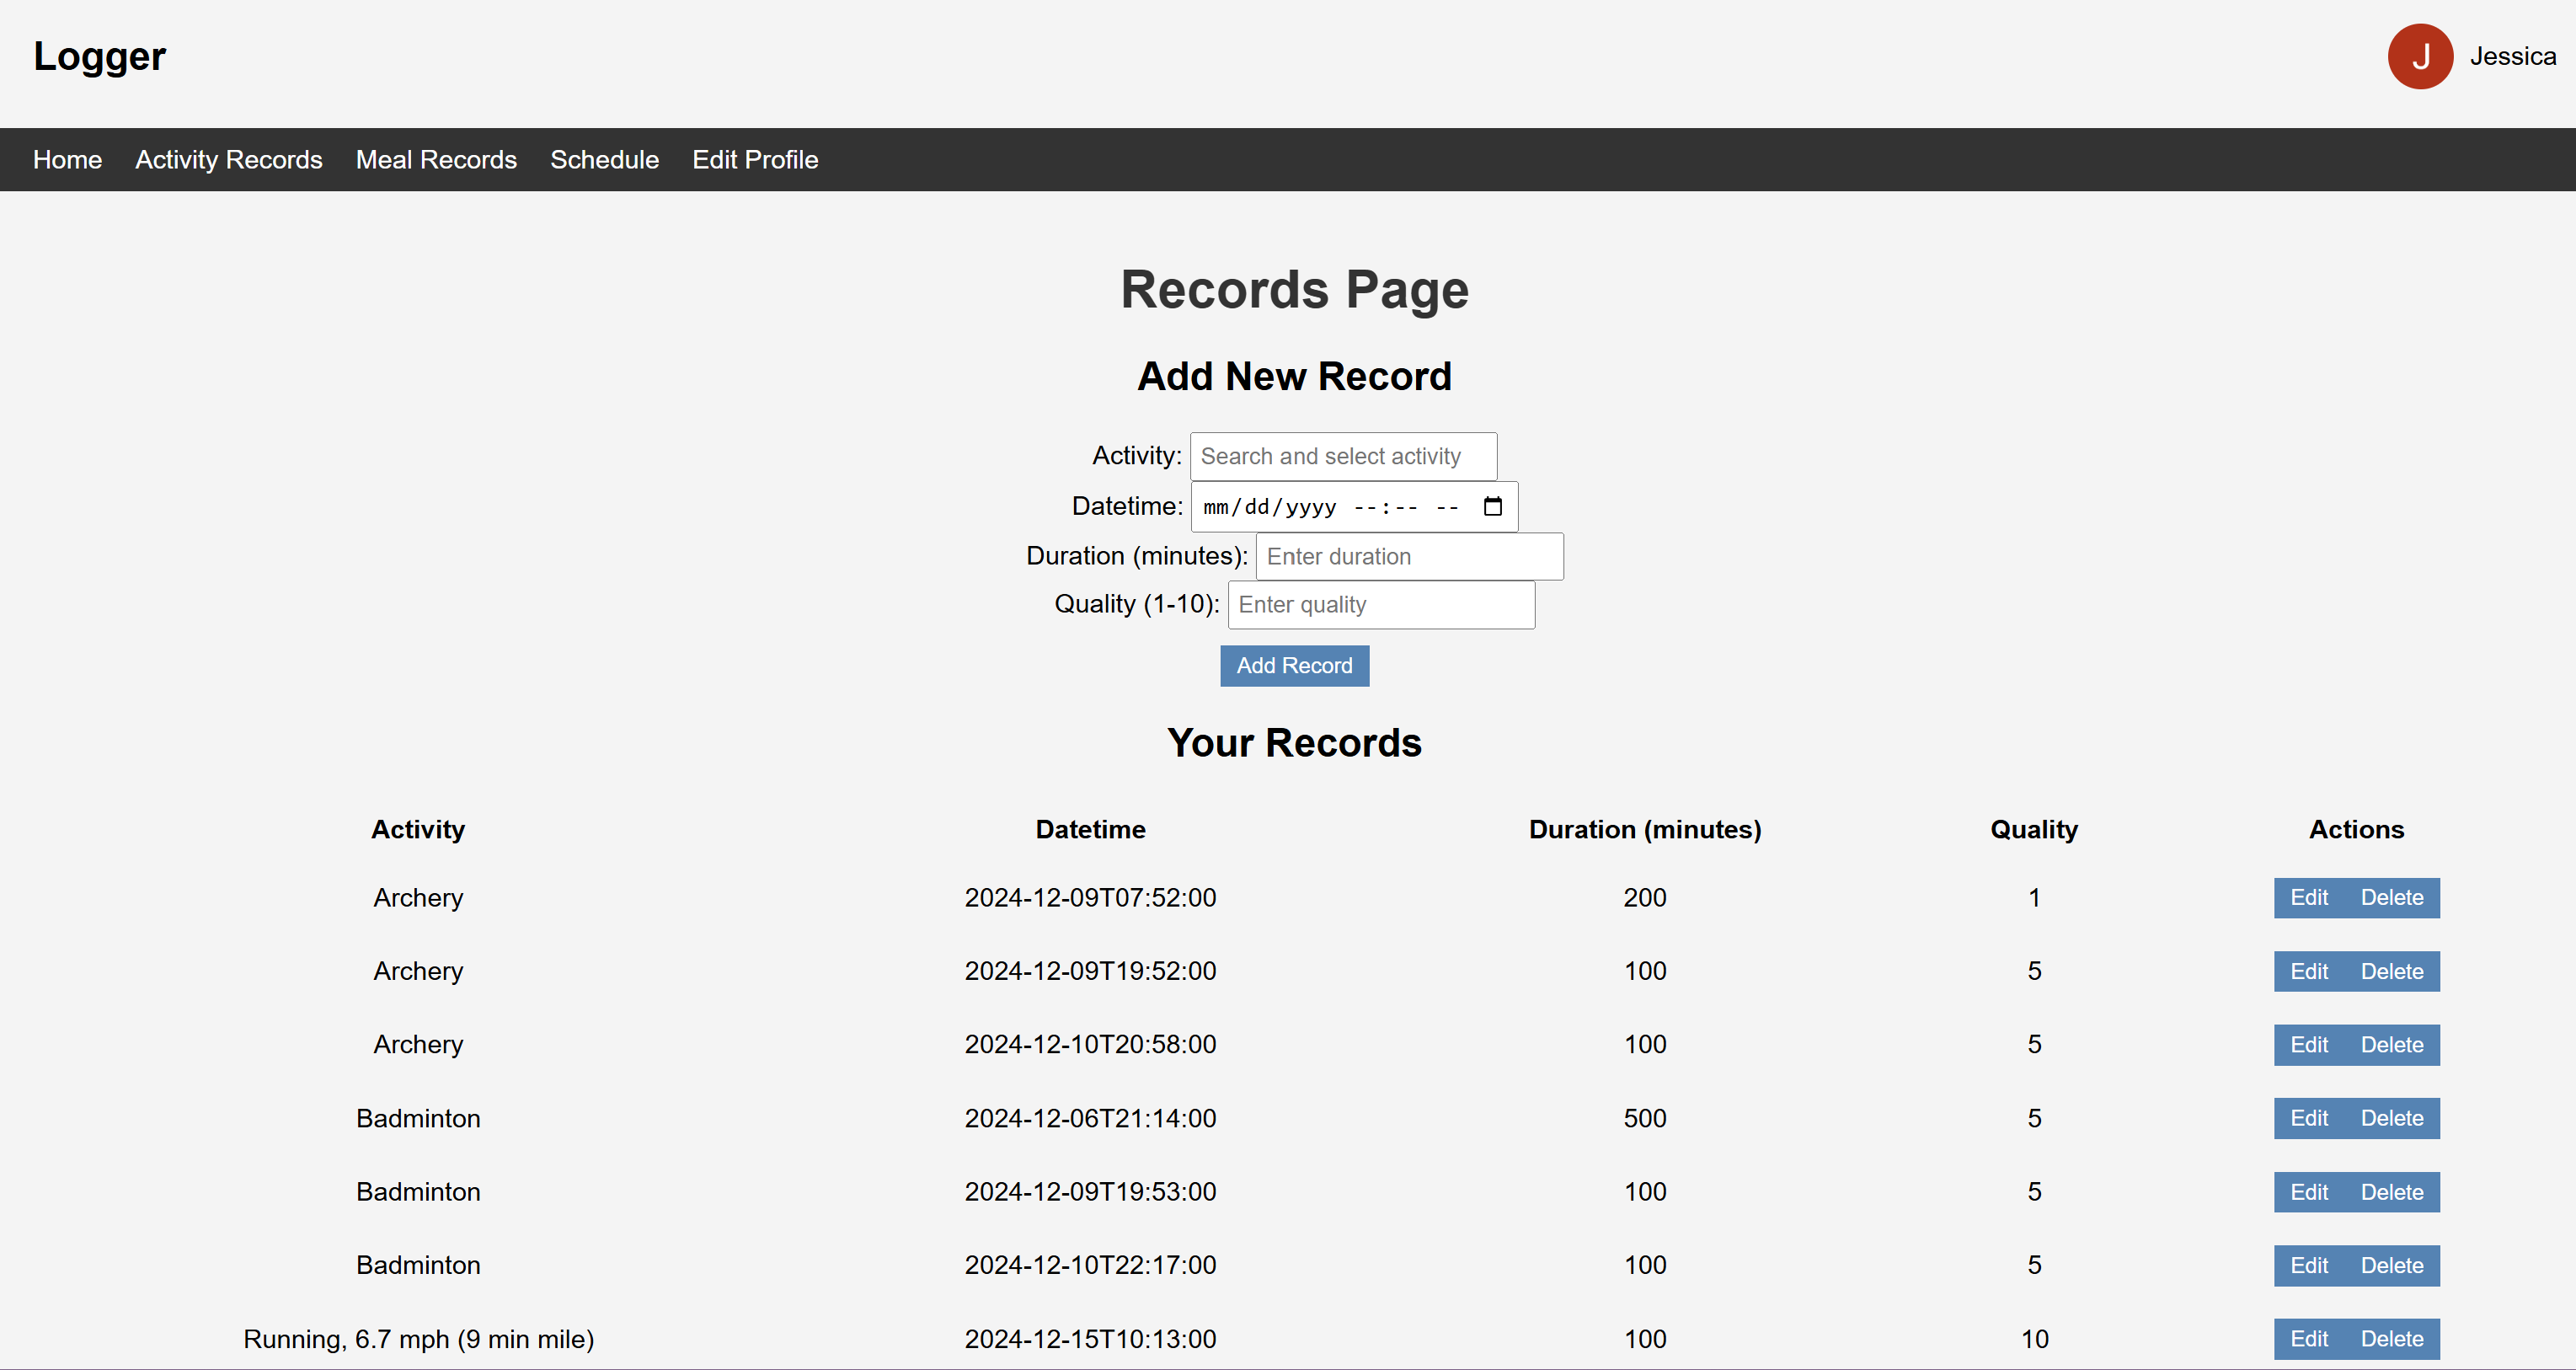 Logger
J Jessica
Home Activity Records Meal Records Schedule Edit Profile
Records Page
Add New Record
Activity: Search and select activity
Datetime: mm/dd/yyyy --:-- --
Duration (minutes): Enter duration
Quality (1-10): Enter quality
Add Record
Your Records
Activity Datetime Duration (minutes) Quality Actions
Archery 2024-12-09T07:52:00 200 1 Edit Delete
Archery 2024-12-09T19:52:00 100 5 Edit Delete
Archery 2024-12-10T20:58:00 100 5 Edit Delete
Badminton 2024-12-06T21:14:00 500 5 Edit Delete
Badminton 2024-12-09T19:53:00 100 5 Edit Delete
Badminton 2024-12-10T22:17:00 100 5 Edit Delete
Running, 6.7 mph (9 min mile) 2024-12-15T10:13:00 100 10 Edit Delete